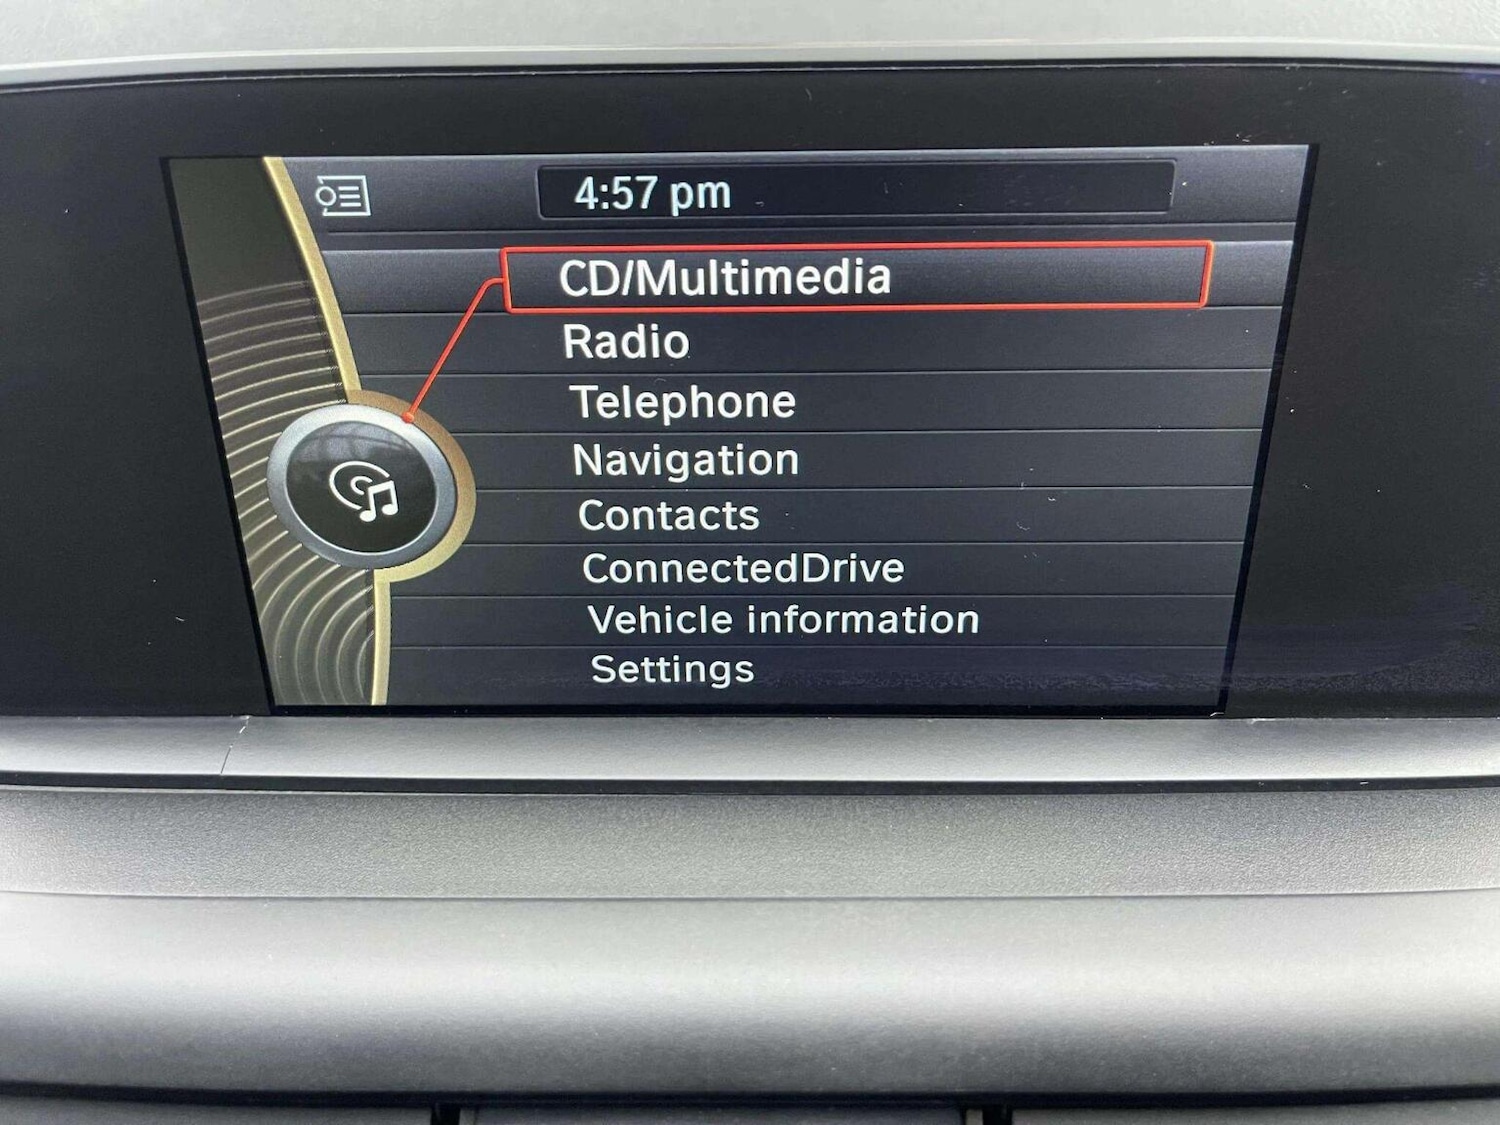 4:57 pm
CD/Multimedia
Radio
Telephone
Navigation
Contacts
ConnectedDrive
Vehicle information
Settings